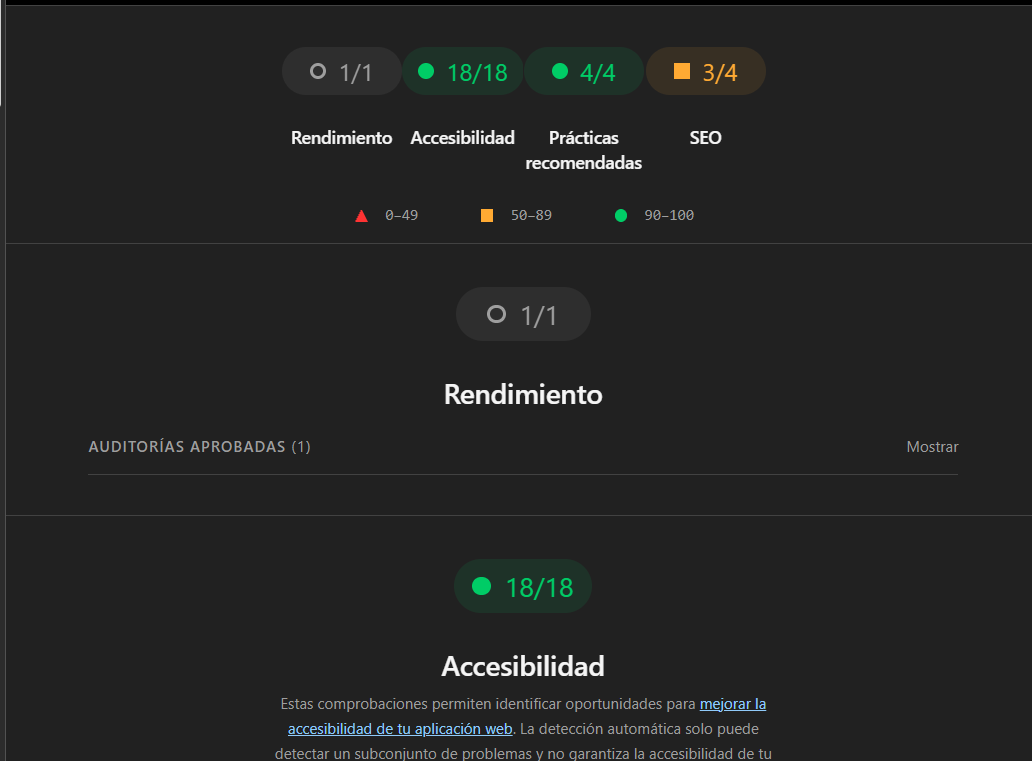 1/1 18/18 4/4 3/4
Rendimiento Accesibilidad Prácticas recomendadas SEO
0–49 50–89 90–100
1/1
Rendimiento
AUDITORÍAS APROBADAS (1) Mostrar
18/18
Accesibilidad
Estas comprobaciones permiten identificar oportunidades para mejorar la
accesibilidad de tu aplicación web. La detección automática solo puede
detectar un subconjunto de problemas y no garantiza la accesibilidad de tu